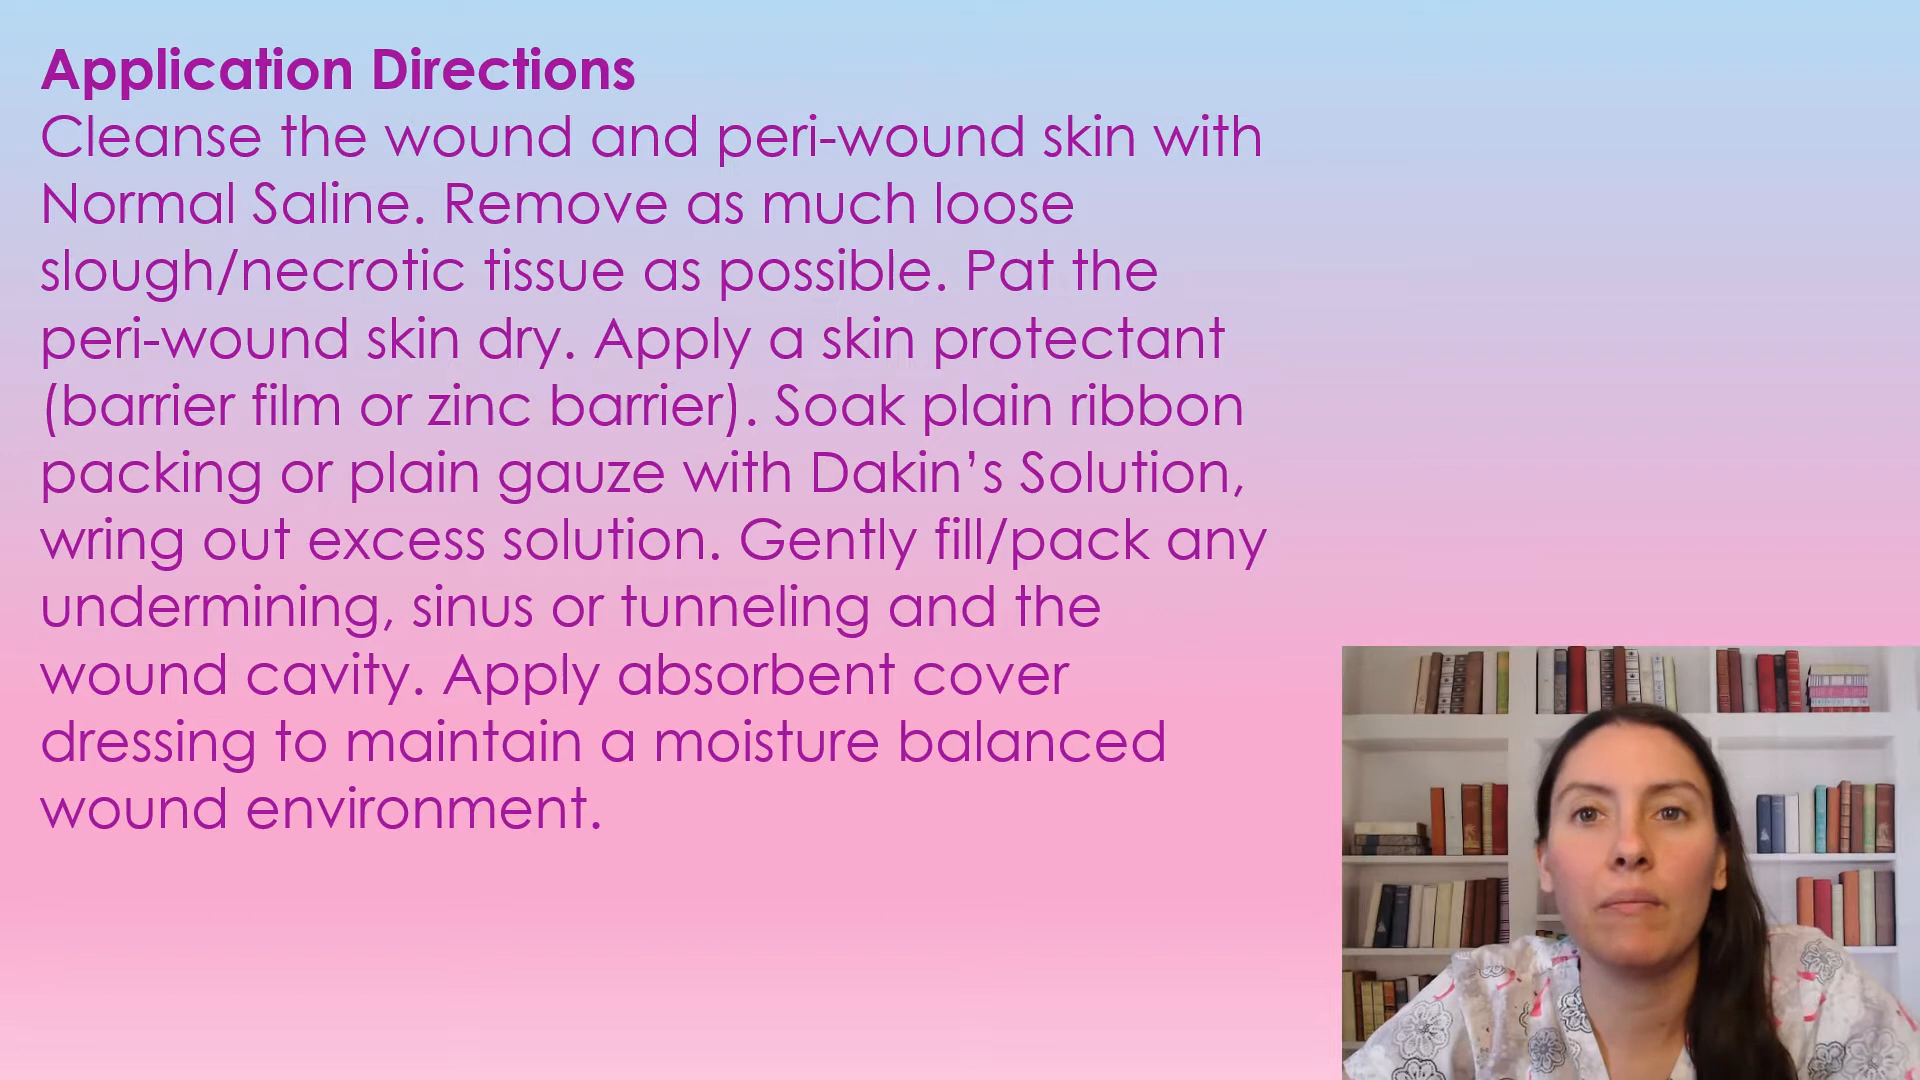 Application Directions
Cleanse the wound and peri-wound skin with
Normal Saline. Remove as much loose
slough/necrotic tissue as possible. Pat the
peri-wound skin dry. Apply a skin protectant
(barrier film or zinc barrier). Soak plain ribbon
packing or plain gauze with Dakin’s Solution,
wring out excess solution. Gently fill/pack any
undermining, sinus or tunneling and the
wound cavity. Apply absorbent cover
dressing to maintain a moisture balanced
wound environment.